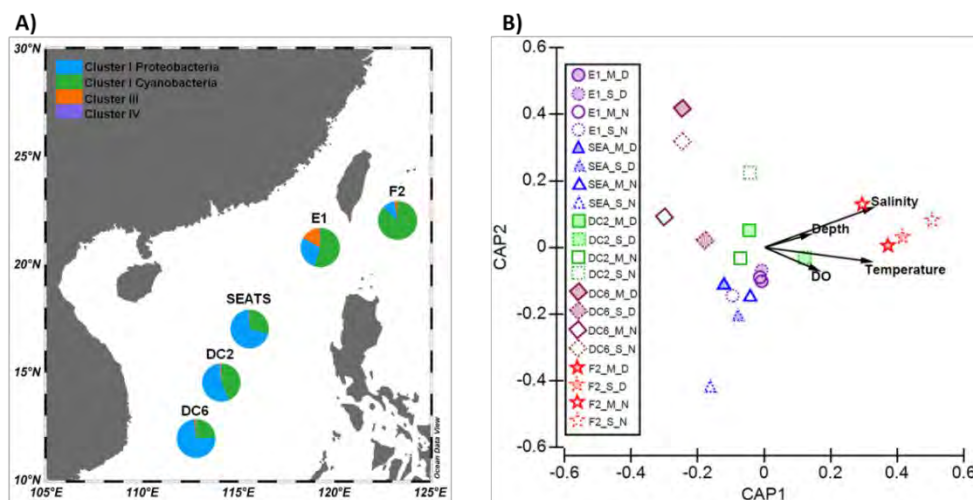 A)
30°N
25°N
20°N
15°N
10°N
105°E
110°E
115°E
120°E
125°E
Cluster I Proteobacteria
Cluster I Cyanobacteria
Cluster III
Cluster IV
F2
E1
SEATS
DC2
DC6
Ocean Data View
B)
0.6
0.4
0.2
0
-0.2
-0.4
-0.6
CAP2
E1_M_D
E1_S_D
E1_M_N
E1_S_N
SEA_M_D
SEA_S_D
SEA_M_N
SEA_S_N
DC2_M_D
DC2_S_D
DC2_M_N
DC2_S_N
DC6_M_D
DC6_S_D
DC6_M_N
DC6_S_N
F2_M_D
F2_S_D
F2_M_N
F2_S_N
Salinity
Depth
Temperature
DO
-0.6
-0.4
-0.2
0
0.2
0.4
0.6
CAP1